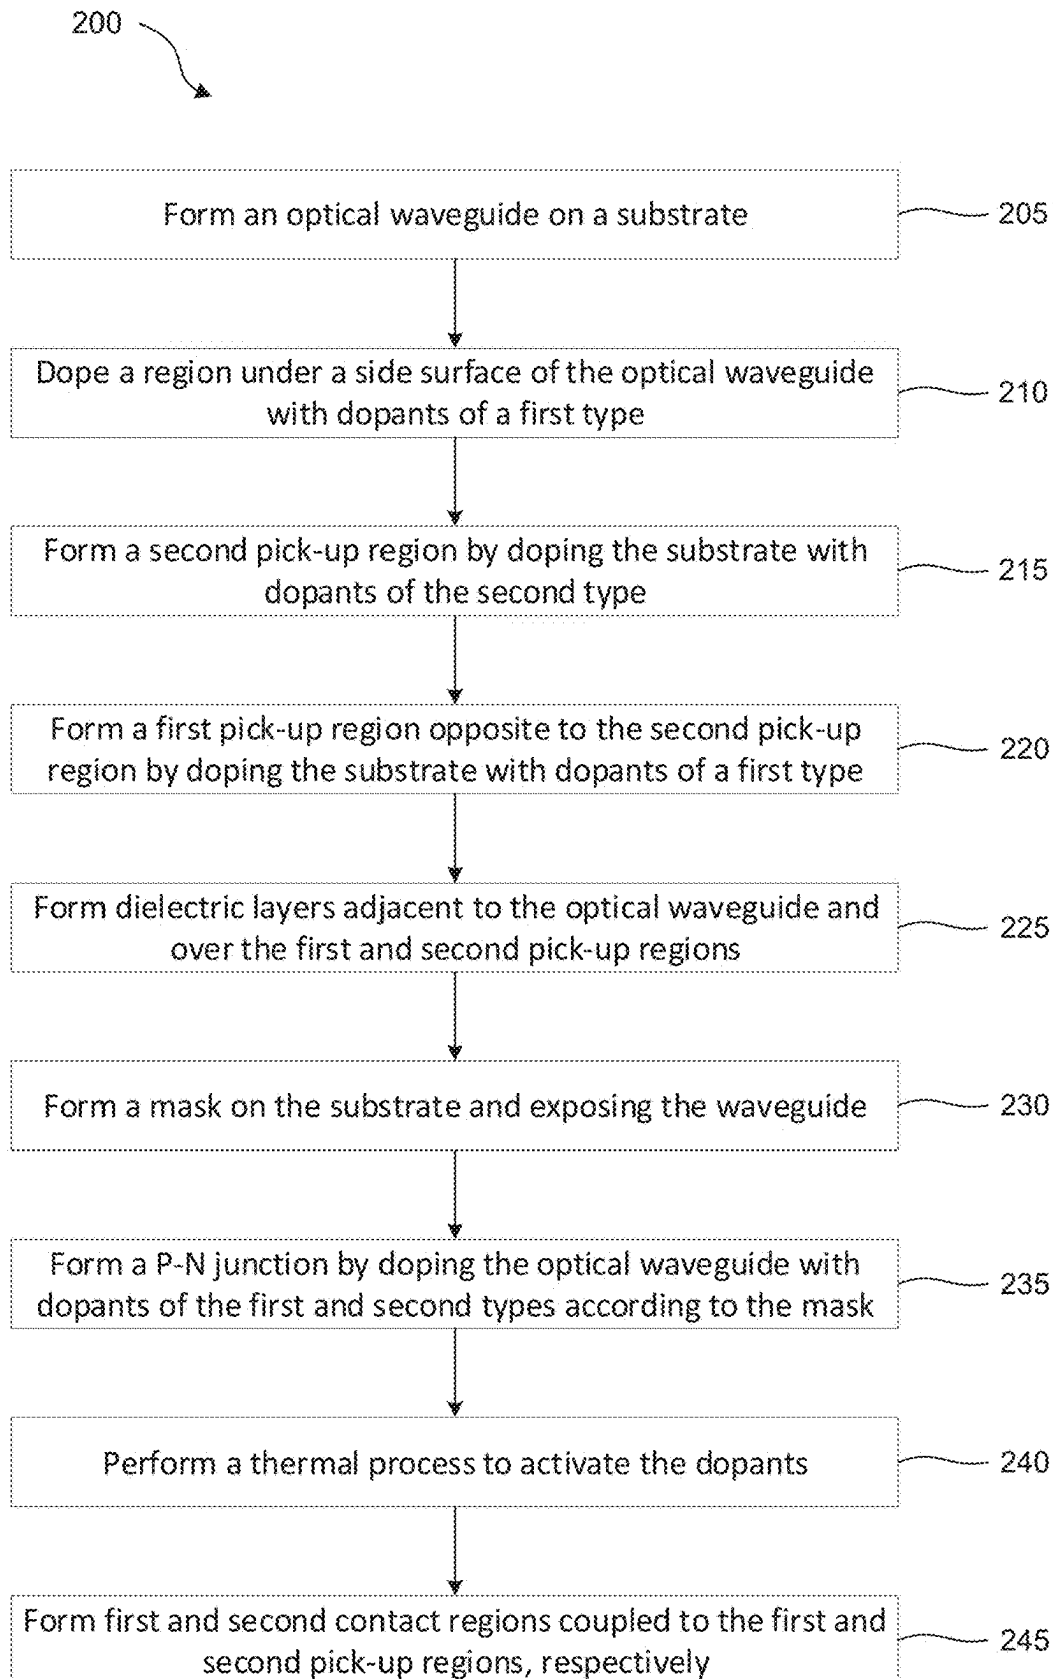 200
Form an optical waveguide on a substrate
205
Dope a region under a side surface of the optical waveguide
with dopants of a first type
210
Form a second pick-up region by doping the substrate with
dopants of the second type
215
Form a first pick-up region opposite to the second pick-up
region by doping the substrate with dopants of a first type
220
Form dielectric layers adjacent to the optical waveguide and
over the first and second pick-up regions
225
Form a mask on the substrate and exposing the waveguide
230
Form a P-N junction by doping the optical waveguide with
dopants of the first and second types according to the mask
235
Perform a thermal process to activate the dopants
240
Form first and second contact regions coupled to the first and
second pick-up regions, respectively
245